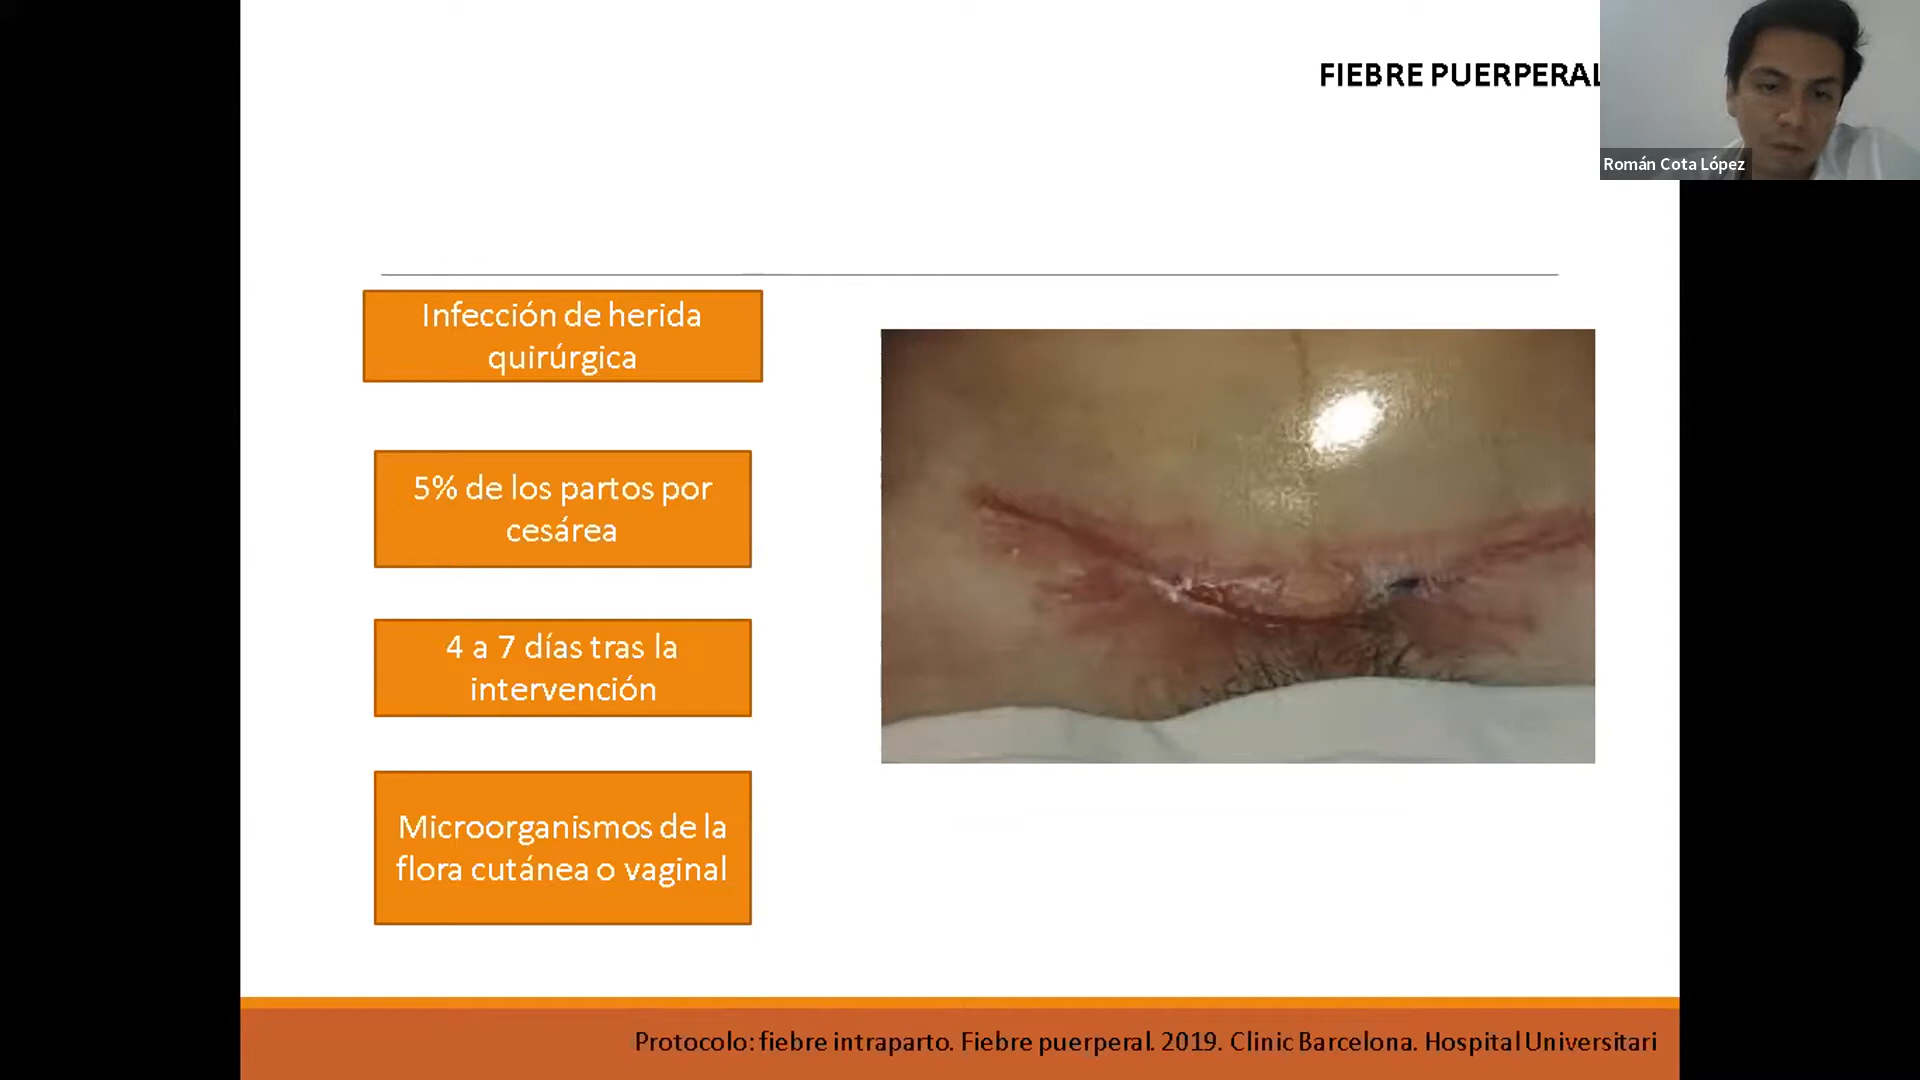 FIEBRE PUERPERAL
Román Cota López
Infección de herida
quirúrgica
5% de los partos por
cesárea
4 a 7 días tras la
intervención
Microorganismos de la
flora cutánea o vaginal
Protocolo: fiebre intraparto. Fiebre puerperal. 2019. Clinic Barcelona. Hospital Universitari